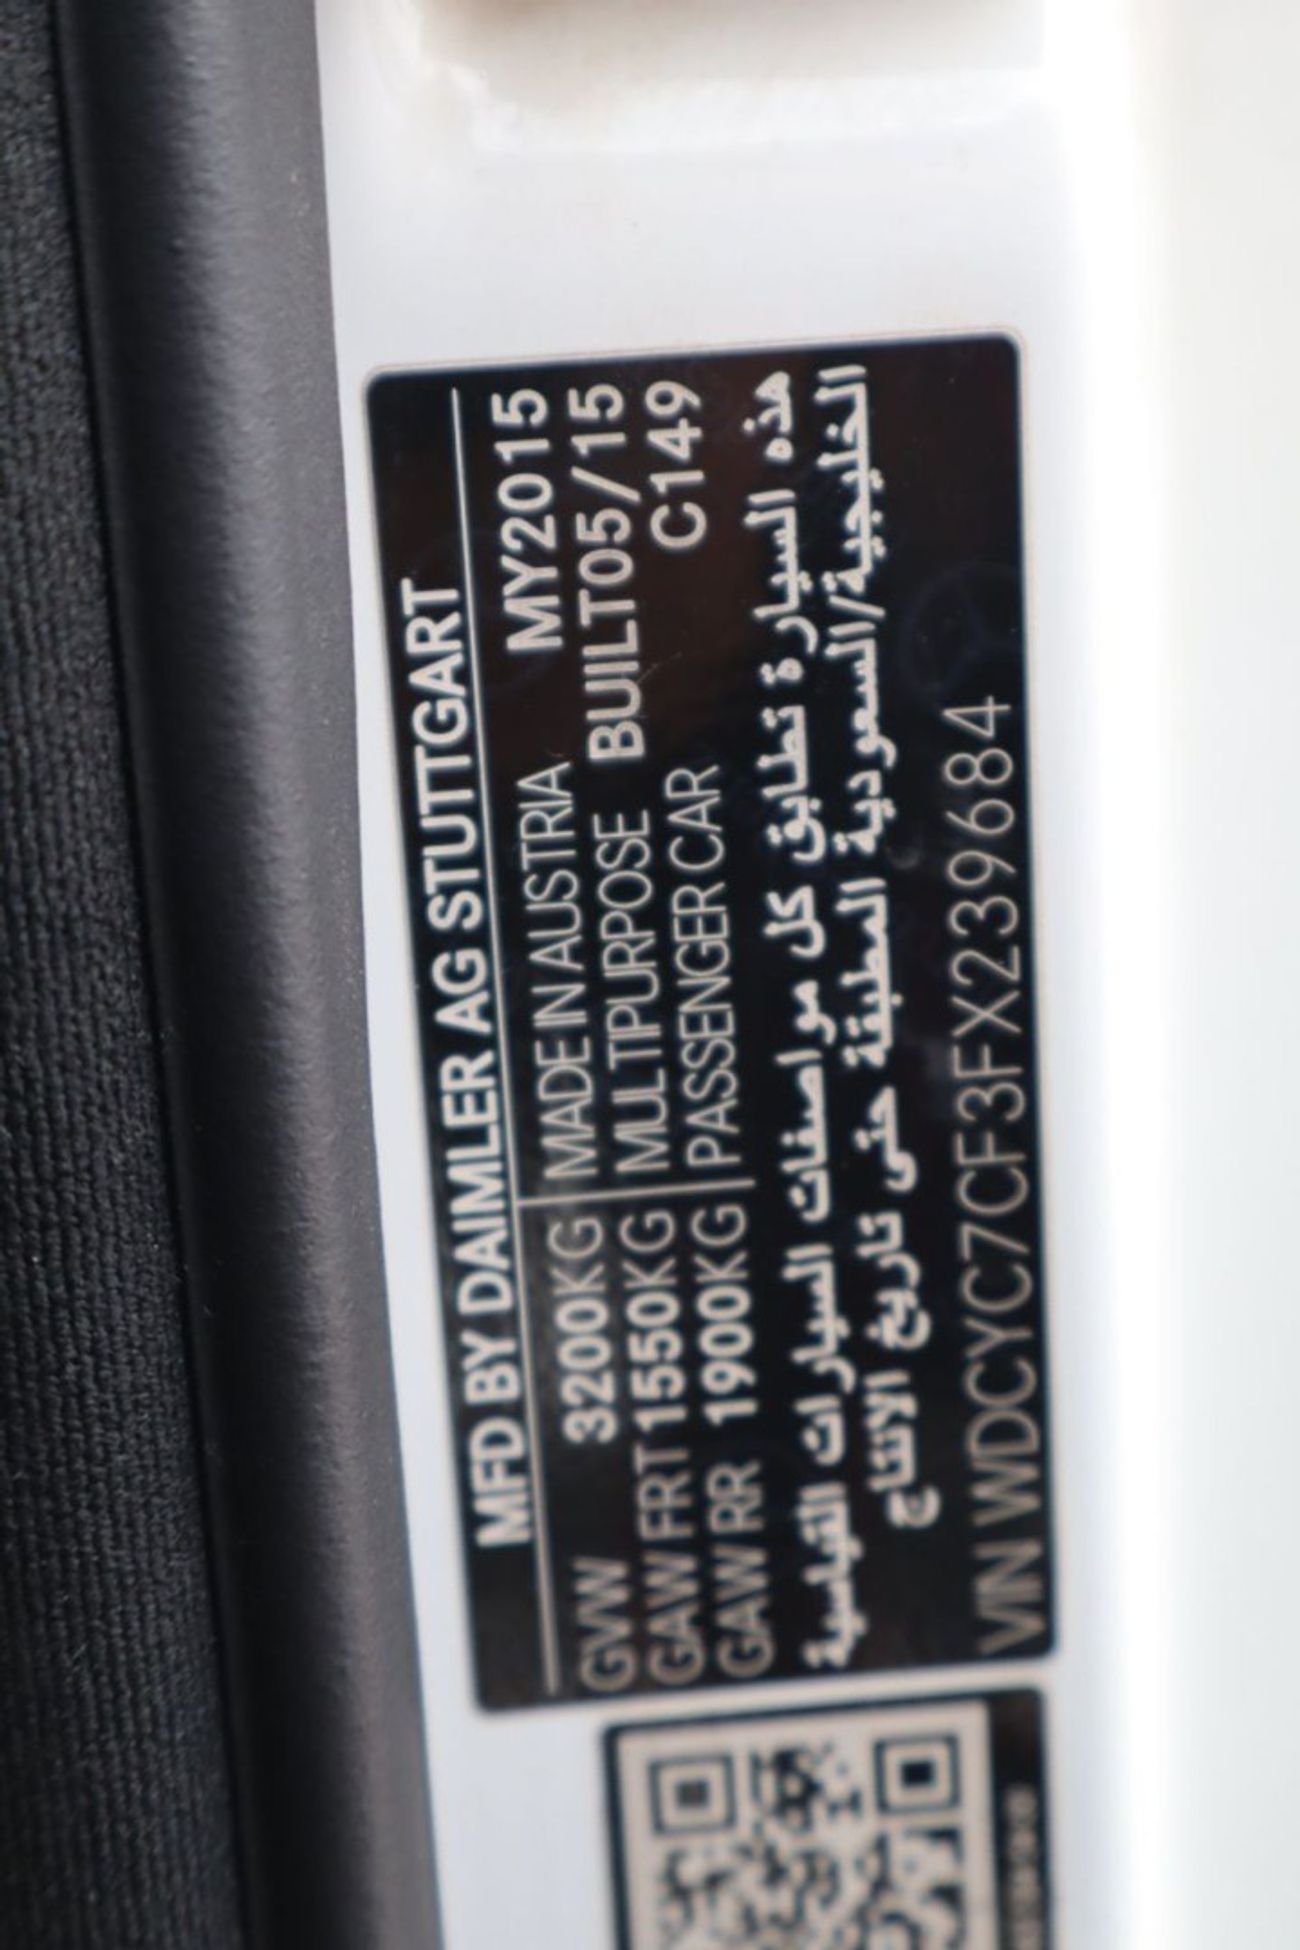 MFD BY DAIMLER AG STUTTGART
GVW 3200KG MADE IN AUSTRIA MY2015
GAW FRT 1550KG MULTIPURPOSE BUILT05/15
GAW RR 1900KG PASSENGER CAR C149
هذه السيارة تطابق كل مواصفات السيارات القياسية
الخليجية/السعودية المطبقة حتى تاريخ الانتاج
VIN WDCYC7CF3FX239684